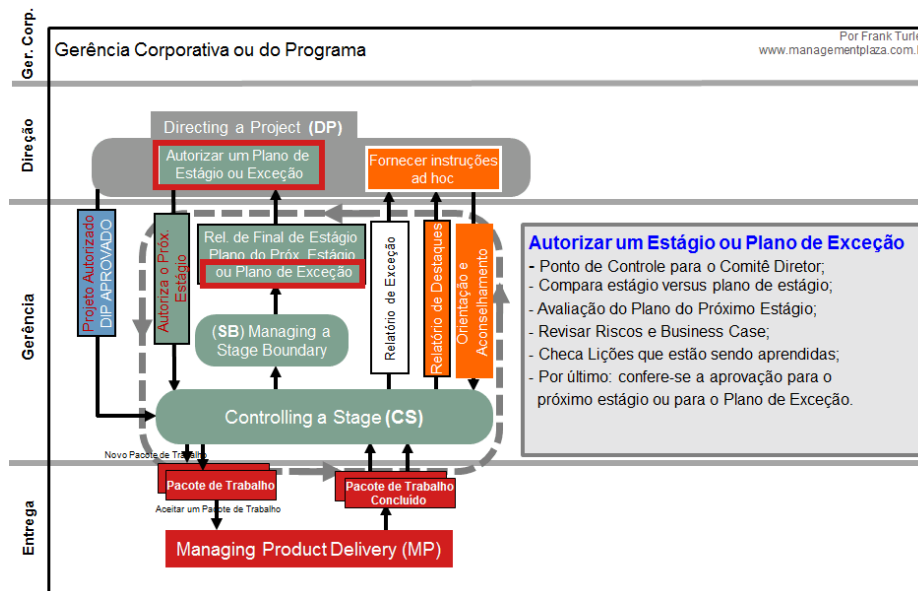 Ger. Corp.
Gerência Corporativa ou do Programa
Por Frank Turle
www.managementplaza.com.
Direção
Directing a Project (DP)
Autorizar um Plano de
Estágio ou Exceção
Fornecer instruções
ad hoc
Gerência
Projeto Autorizado
DIP APROVADO
Autoriza o Próx.
Estágio
Rel. de Final de Estágio
Plano do Próx. Estágio
ou Plano de Exceção
Relatório de Exceção
Relatório de Destaques
Orientação e
Aconselhamento
(SB) Managing a
Stage Boundary
Controlling a Stage (CS)
Autorizar um Estágio ou Plano de Exceção
- Ponto de Controle para o Comitê Diretor;
- Compara estágio versus plano de estágio;
- Avaliação do Plano do Próximo Estágio;
- Revisar Riscos e Business Case;
- Checa Lições que estão sendo aprendidas;
- Por último: confere-se a aprovação para o
próximo estágio ou para o Plano de Exceção.
Entrega
Novo Pacote de Trabalho
Pacote de Trabalho
Aceitar um Pacote de Trabalho
Pacote de Trabalho
Concluido
Managing Product Delivery (MP)